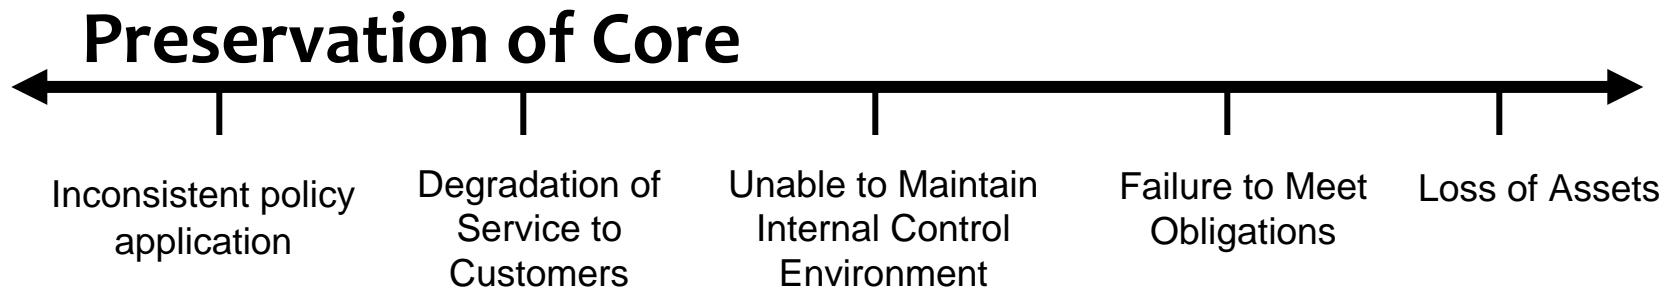 Preservation of Core
Inconsistent policy
application
Degradation of
Service to
Customers
Unable to Maintain
Internal Control
Environment
Failure to Meet
Obligations
Loss of Assets